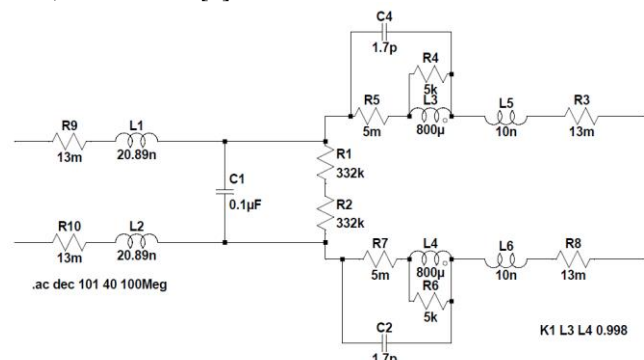 C4
1.7p
R4
5k
R9
13m
L1
20.89n
R5
5m
L3
800µ
L5
10n
R3
13m
C1
0.1µF
R1
332k
R2
332k
R10
13m
L2
20.89n
R7
5m
L4
800µ
R6
5k
L6
10n
R8
13m
.ac dec 101 40 100Meg
C2
1.7p
K1 L3 L4 0.998